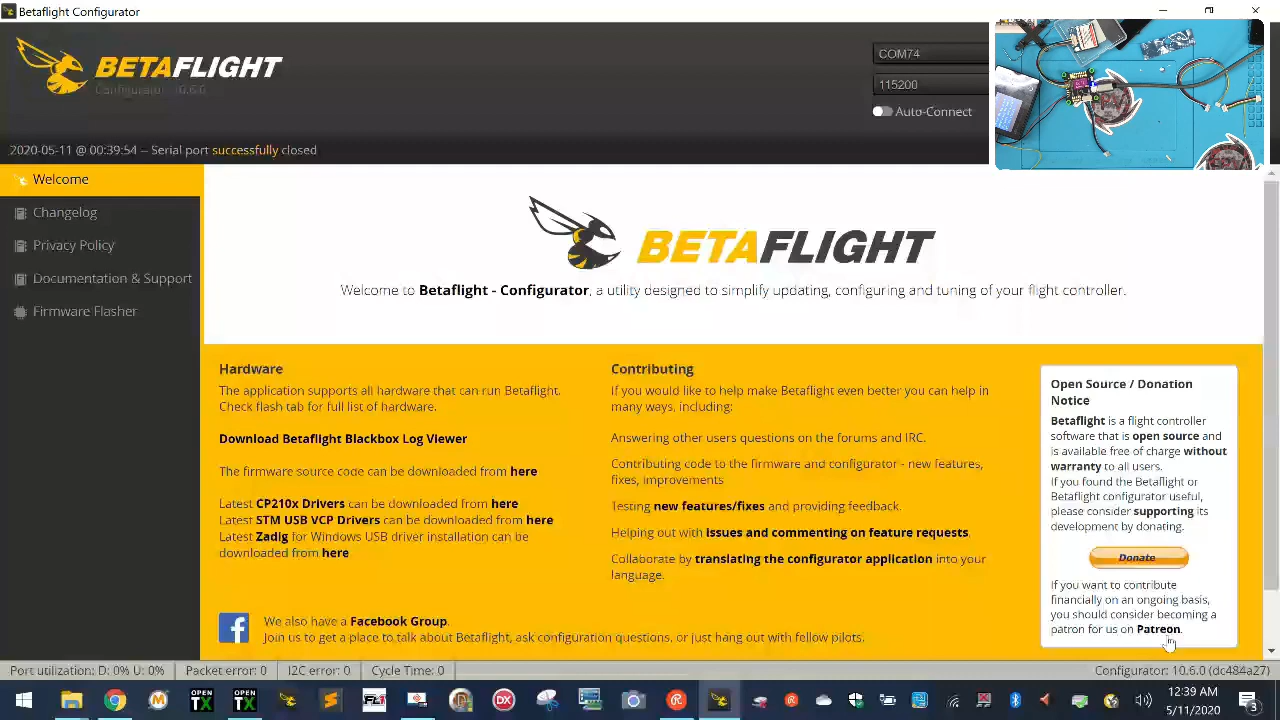 Betaflight Configurator
BETAFLIGHT
Configurator 10.6.0
COM74
115200
Auto-Connect
2020-05-11 @ 00:39:54 -- Serial port successfully closed
Welcome
Changelog
Privacy Policy
Documentation & Support
Firmware Flasher
BETAFLIGHT
Welcome to Betaflight - Configurator, a utility designed to simplify updating, configuring and tuning of your flight controller.
Hardware
The application supports all hardware that can run Betaflight.
Check flash tab for full list of hardware.
Download Betaflight Blackbox Log Viewer
The firmware source code can be downloaded from here
Latest CP210x Drivers can be downloaded from here
Latest STM USB VCP Drivers can be downloaded from here
Latest Zadig for Windows USB driver installation can be
downloaded from here
We also have a Facebook Group.
Join us to get a place to talk about Betaflight, ask configuration questions, or just hang out with fellow pilots.
Contributing
If you would like to help make Betaflight even better you can help in
many ways, including:
Answering other users questions on the forums and IRC.
Contributing code to the firmware and configurator - new features,
fixes, improvements
Testing new features/fixes and providing feedback.
Helping out with issues and commenting on feature requests.
Collaborate by translating the configurator application into your
language.
Open Source / Donation
Notice
Betaflight is a flight controller
software that is open source and
is available free of charge without
warranty to all users.
If you found the Betaflight or
Betaflight configurator useful,
please consider supporting its
development by donating.
Donate
If you want to contribute
financially on an ongoing basis,
you should consider becoming a
patron for us on Patreon.
Port utilization: D: 0% U: 0%
Packet error: 0
I2C error: 0
Cycle Time: 0
Configurator: 10.6.0 (dc484a27)
OPEN
TX
OPEN
TX
DX
12:39 AM
5/11/2020
3